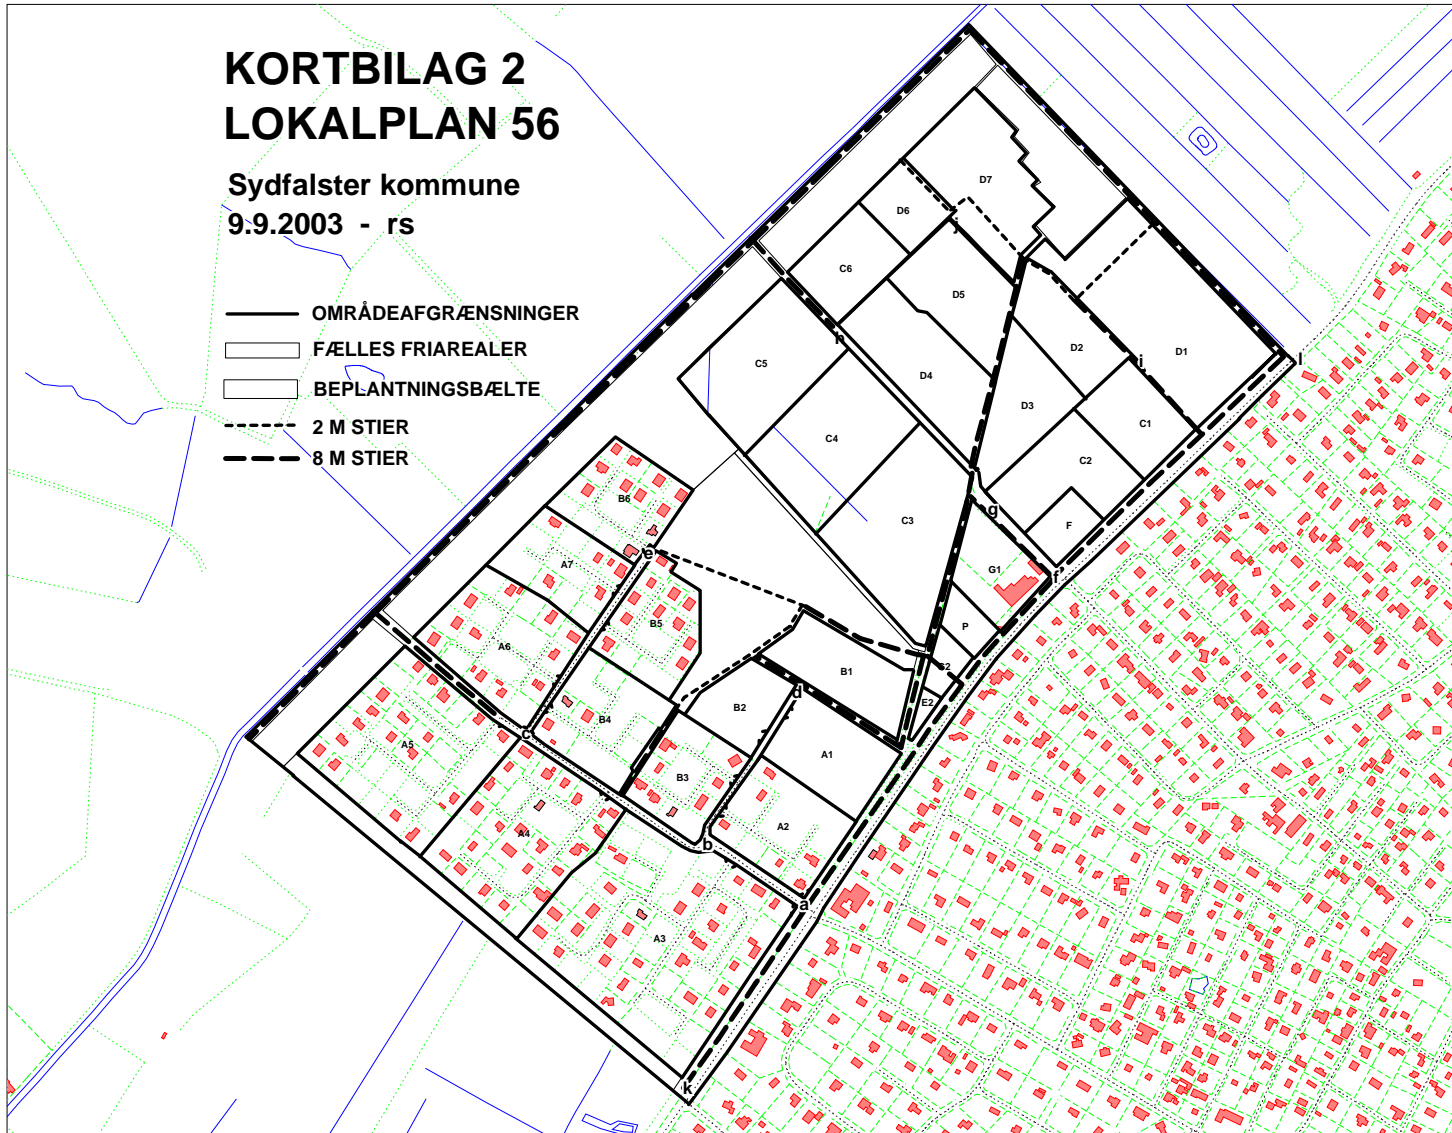 KORTBILAG 2
LOKALPLAN 56
Sydfalster kommune
9.9.2003 - rs
OMRÅDEAFGRÆNSNINGER
FÆLLES FRIAREALER
BEPLANTNINGSBÆLTE
2 M STIER
8 M STIER
D7
D6
j
C6
D5
h
D2
i
D1
l
C5
D4
D3
C1
C4
C2
B6
g
C3
F
e
A7
G1
f
B5
P
A6
B1
d
E2
B2
B4
c
A5
A1
B3
A2
A4
b
a
A3
k